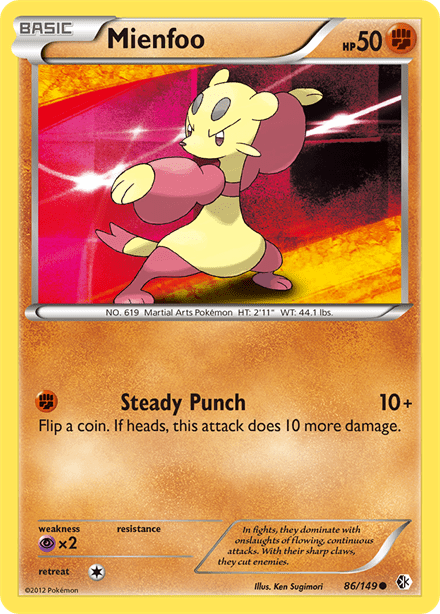 BASIC
Mienfoo
HP50
NO. 619 Martial Arts Pokémon HT: 2'11" WT: 44.1 lbs.
Steady Punch 10+
Flip a coin. If heads, this attack does 10 more damage.
weakness resistance
×2
retreat
In fights, they dominate with
onslaughts of flowing, continuous
attacks. With their sharp claws,
they cut enemies.
©2012 Pokémon
Illus. Ken Sugimori 86/149